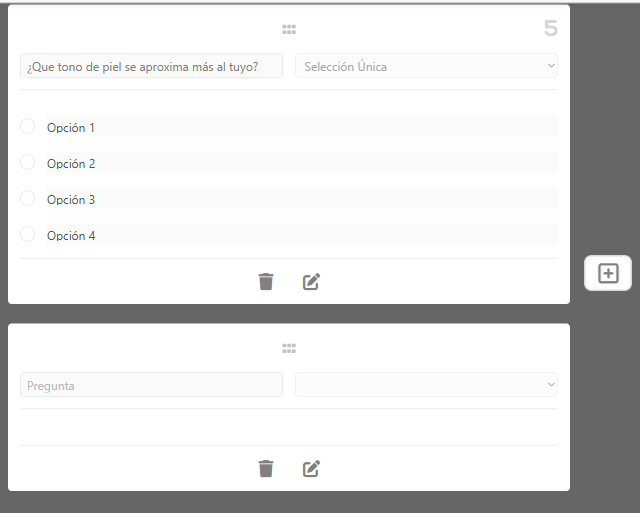 5
¿Que tono de piel se aproxima más al tuyo?
Selección Única
Opción 1
Opción 2
Opción 3
Opción 4
Pregunta